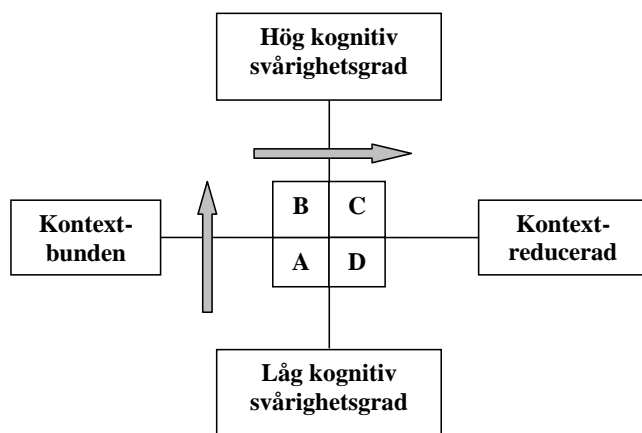 Hög kognitiv
svårighetsgrad
B
C
Kontext-
bunden
Kontext-
reducerad
A
D
Låg kognitiv
svårighetsgrad